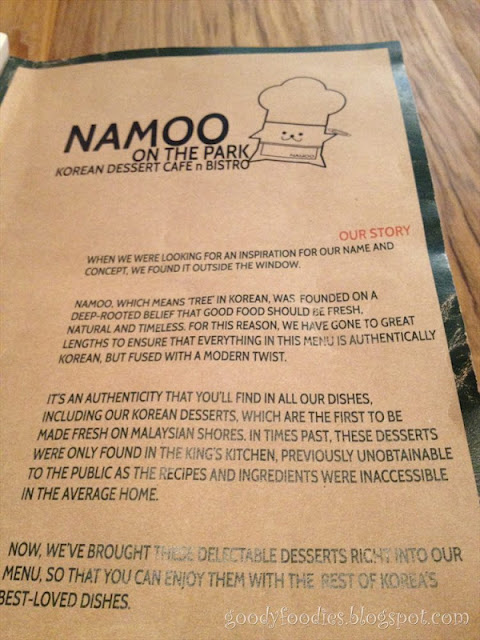 NAMOO
ON THE PARK
KOREAN DESSERT CAFE n BISTRO
NAMOO
OUR STORY
WHEN WE WERE LOOKING FOR AN INSPIRATION FOR OUR NAME AND
CONCEPT, WE FOUND IT OUTSIDE THE WINDOW.
NAMOO, WHICH MEANS 'TREE' IN KOREAN, WAS FOUNDED ON A
DEEP-ROOTED BELIEF THAT GOOD FOOD SHOULD BE FRESH,
NATURAL AND TIMELESS. FOR THIS REASON, WE HAVE GONE TO GREAT
LENGTHS TO ENSURE THAT EVERYTHING IN THIS MENU IS AUTHENTICALLY
KOREAN, BUT FUSED WITH A MODERN TWIST.
IT'S AN AUTHENTICITY THAT YOU'LL FIND IN ALL OUR DISHES,
INCLUDING OUR KOREAN DESSERTS, WHICH ARE THE FIRST TO BE
MADE FRESH ON MALAYSIAN SHORES. IN TIMES PAST, THESE DESSERTS
WERE ONLY FOUND IN THE KING'S KITCHEN, PREVIOUSLY UNOBTAINABLE
TO THE PUBLIC AS THE RECIPES AND INGREDIENTS WERE INACCESSIBLE
IN THE AVERAGE HOME.
NOW, WE'VE BROUGHT THESE DELECTABLE DESSERTS RIGHT INTO OUR
MENU, SO THAT YOU CAN ENJOY THEM WITH THE REST OF KOREA'S
BEST-LOVED DISHES.
goodyfoodies.blogspot.com